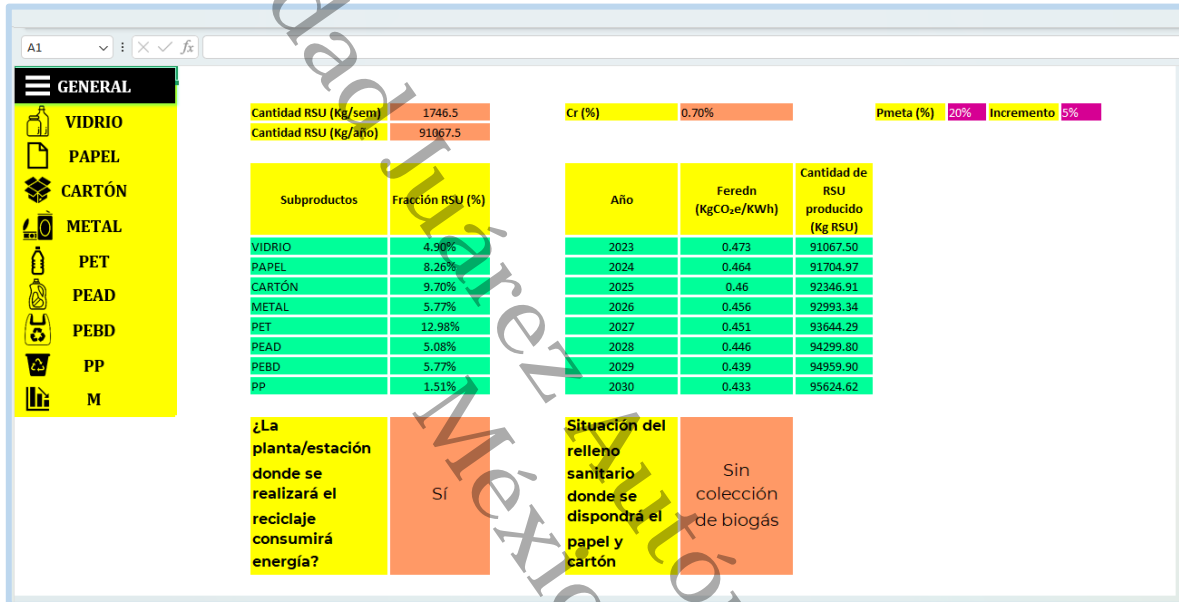 A1
fx
GENERAL
VIDRIO
PAPEL
CARTÓN
METAL
PET
PEAD
PEBD
PP
M
Cantidad RSU (Kg/sem) 1746.5
Cantidad RSU (Kg/año) 91067.5
Cr (%) 0.70%
Pmeta (%) 20% Incremento 5%
Subproductos Fracción RSU (%)
VIDRIO 4.90%
PAPEL 8.26%
CARTÓN 9.70%
METAL 5.77%
PET 12.98%
PEAD 5.08%
PEBD 5.77%
PP 1.51%
Año
Feredn
(KgCO₂e/KWh)
Cantidad de
RSU
producido
(Kg RSU)
2023 0.473 91067.50
2024 0.464 91704.97
2025 0.46 92346.91
2026 0.456 92993.34
2027 0.451 93644.29
2028 0.446 94299.80
2029 0.439 94959.90
2030 0.433 95624.62
¿La
planta/estación
donde se
realizará el
reciclaje
consumirá
energía?
Sí
Situación del
relleno
sanitario
donde se
dispondrá el
papel y
cartón
Sin
colección
de biogás
dad Juárez Autó
Méxi